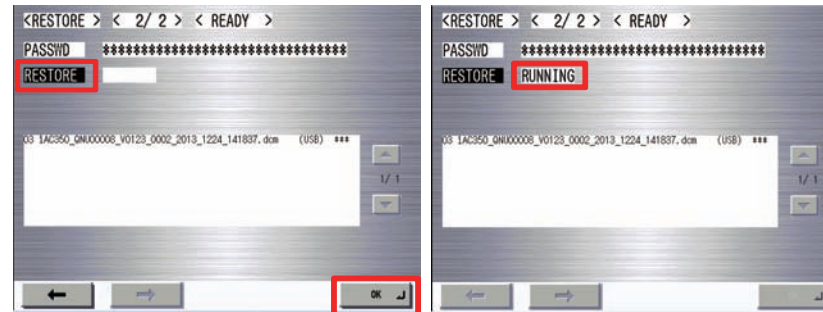 <RESTORE > < 2/ 2 > < READY >
PASSWD ********************************
RESTORE
03 1AC350_QNU00008_V0123_0002_2013_1224_141837.dcm (USB) ***
1/ 1
OK
<RESTORE > < 2/ 2 > < READY >
PASSWD ********************************
RESTORE RUNNING
03 1AC350_QNU00008_V0123_0002_2013_1224_141837.dcm (USB) ***
1/ 1